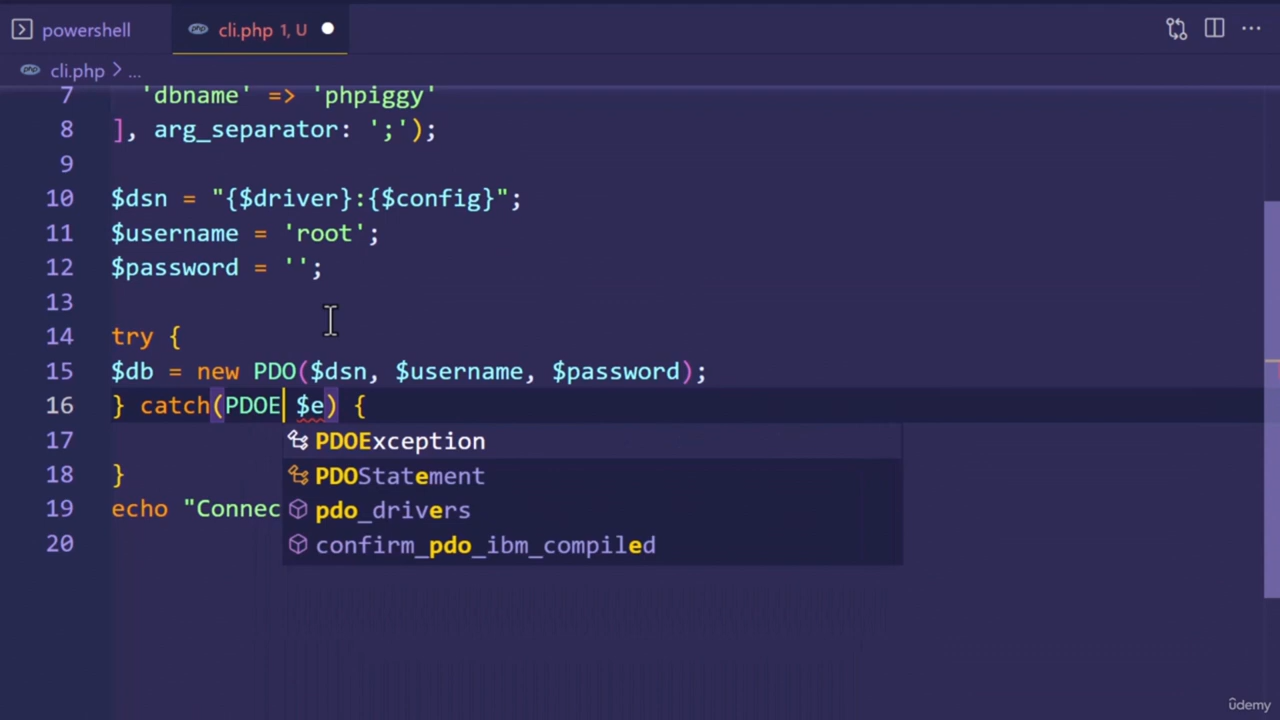 powershell
cli.php 1, U
cli.php > ...
7 'dbname' => 'phpiggy'
8 ], arg_separator: ';');
9
10 $dsn = "{$driver}:{$config}";
11 $username = 'root';
12 $password = '';
13
14 try {
15 $db = new PDO($dsn, $username, $password);
16 } catch(PDOE $e) {
17
PDOException
18 }
PDOStatement
19 echo "Connec
pdo_drivers
20
confirm_pdo_ibm_compiled
ûdemy